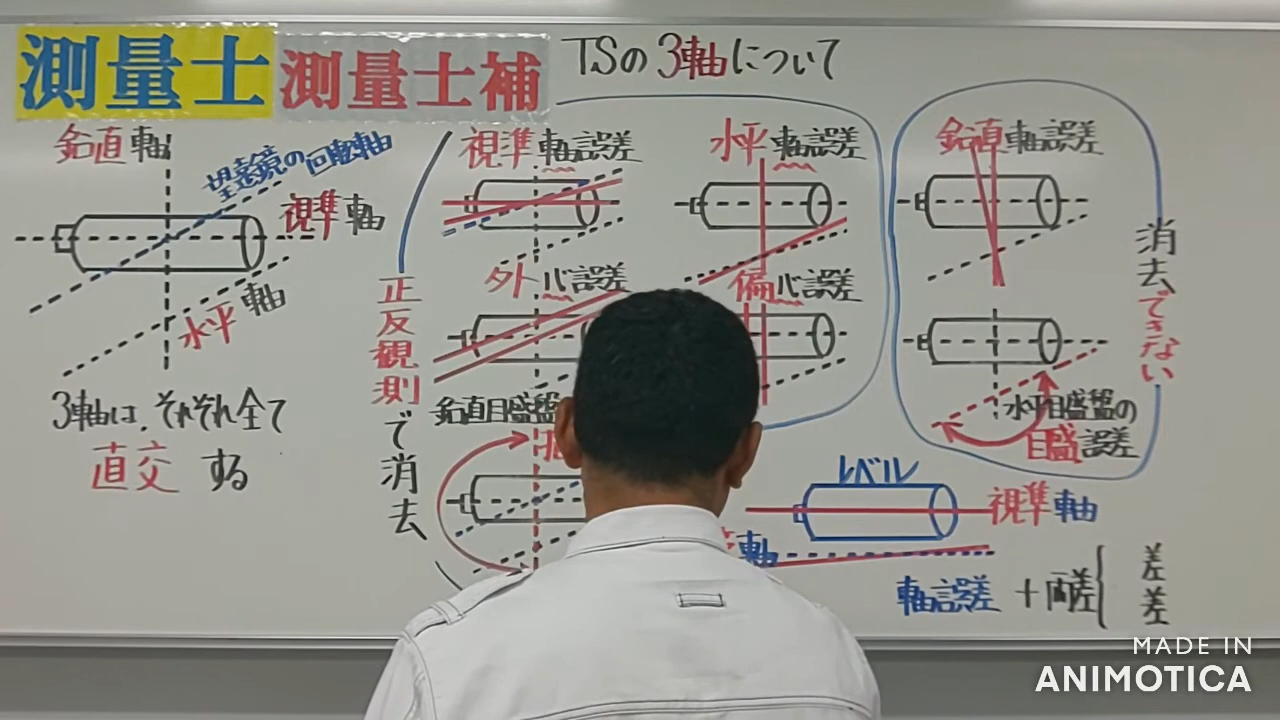 測量士 測量士補 TSの3軸について
鉛直軸
望遠鏡の回転軸
視準軸
水平軸
3軸は、それぞれ全て
直交する
正反観測で消去
視準軸誤差
水平軸誤差
外心誤差
偏心誤差
鉛直目盛盤
鉛直軸誤差
水平目盛盤の
目盛誤差
消去できない
レベル
視準軸
軸
軸誤差+両差{
差
差
MADE IN
ANIMOTICA